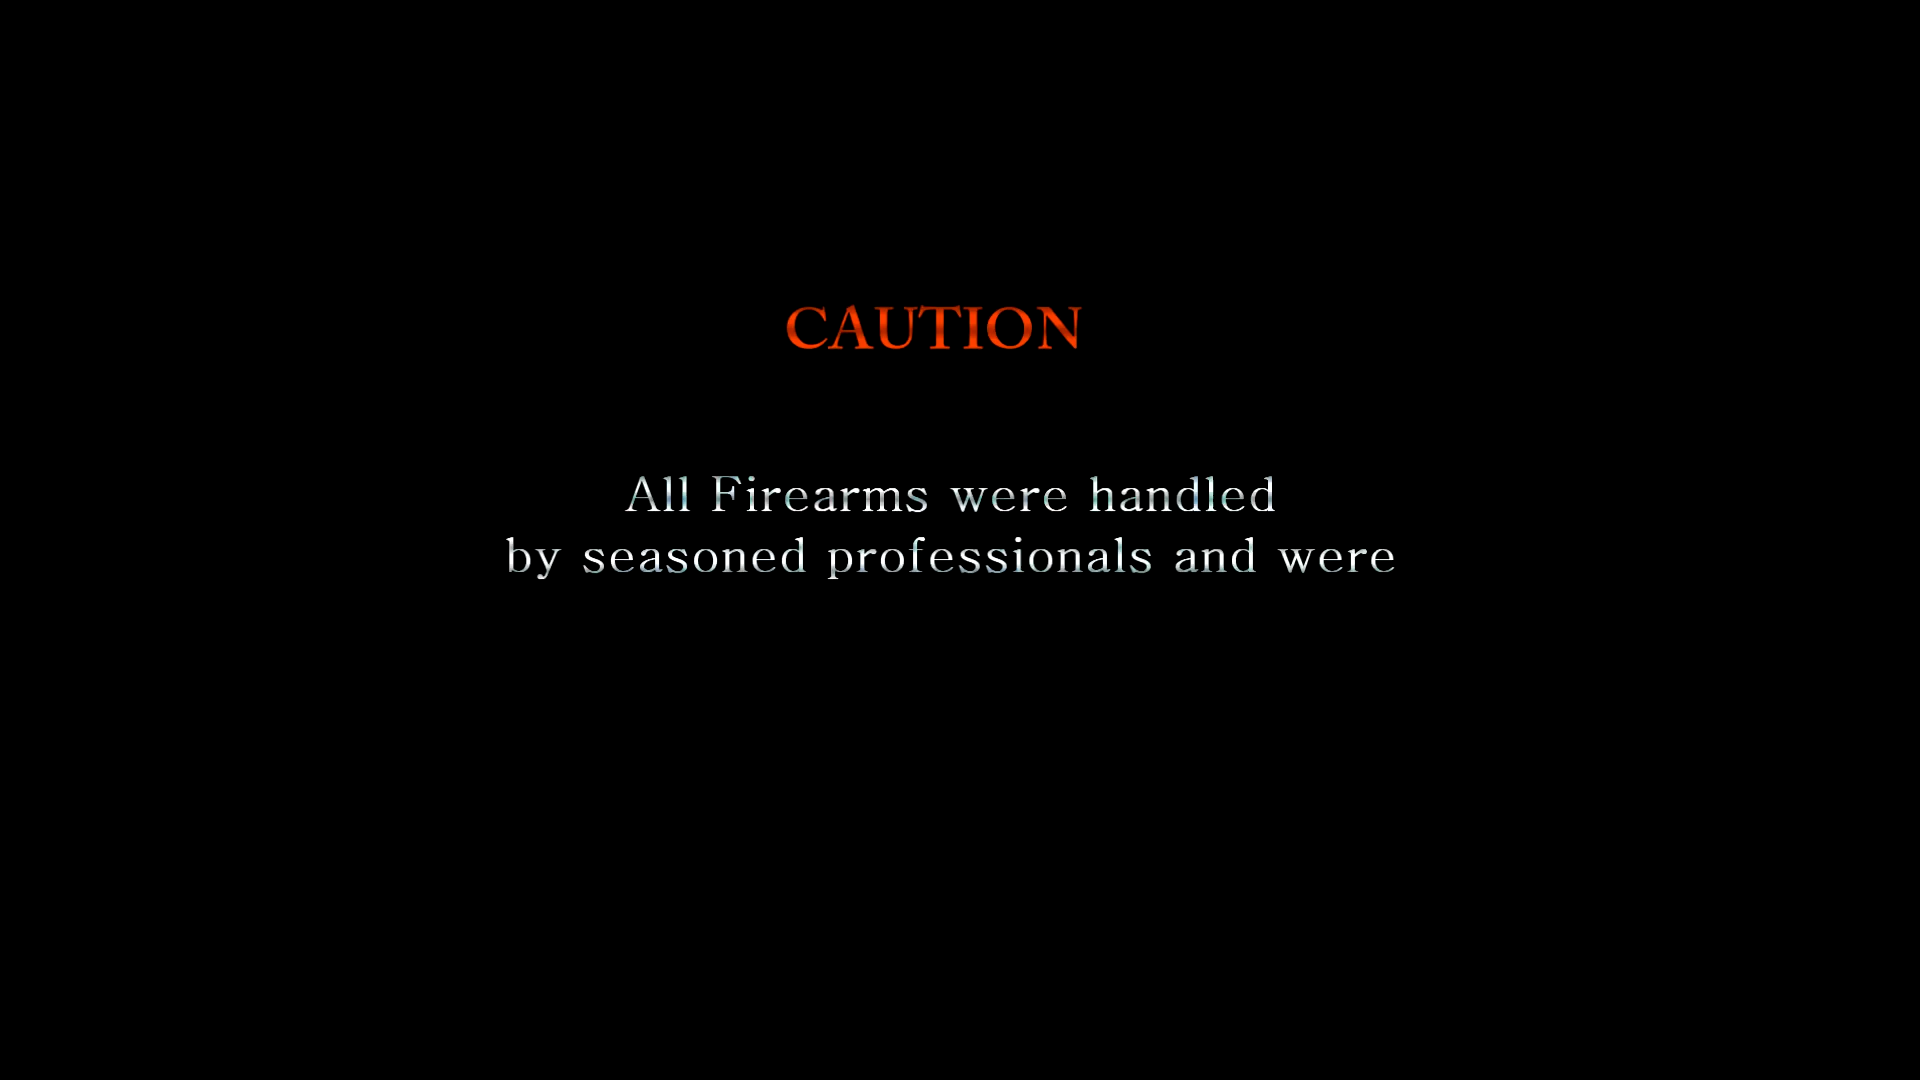 CAUTION
All Firearms were handled
by seasoned professionals and were